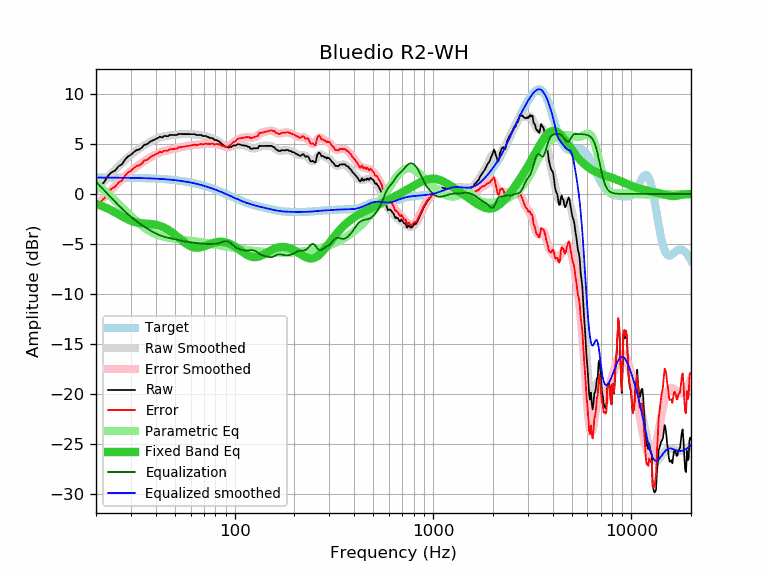 Bluedio R2-WH
Amplitude (dBr)
10
5
0
−5
−10
−15
−20
−25
−30
Target
Raw Smoothed
Error Smoothed
Raw
Error
Parametric Eq
Fixed Band Eq
Equalization
Equalized smoothed
100 1000 10000
Frequency (Hz)